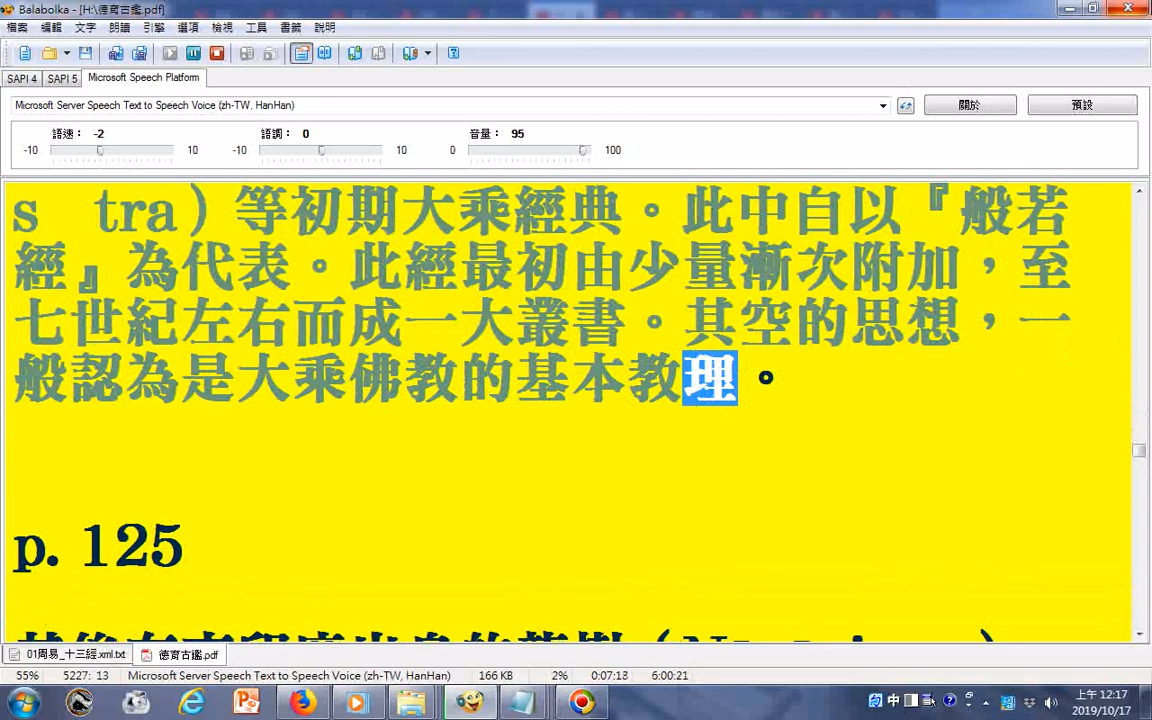 Balabolka - [H:\德育古鑑.pdf]
檔案 編輯 文字 朗讀 引擎 選項 檢視 工具 書籤 說明
SAPI 4 SAPI 5 Microsoft Speech Platform
Microsoft Server Speech Text to Speech Voice (zh-TW, HanHan) 關於 預設
語速： -2 語調： 0 音量： 95
-10 10 -10 10 0 100
s tra）等初期大乘經典。此中自以『般若
經』為代表。此經最初由少量漸次附加，至
七世紀左右而成一大叢書。其空的思想，一
般認為是大乘佛教的基本教理。
p. 125
01周易_十三經.xml.txt 德育古鑑.pdf
55% 5227: 13 Microsoft Server Speech Text to Speech Voice (zh-TW, HanHan) 166 KB 2% 0:07:13 6:00:21
中 上午 12:17
2019/10/17